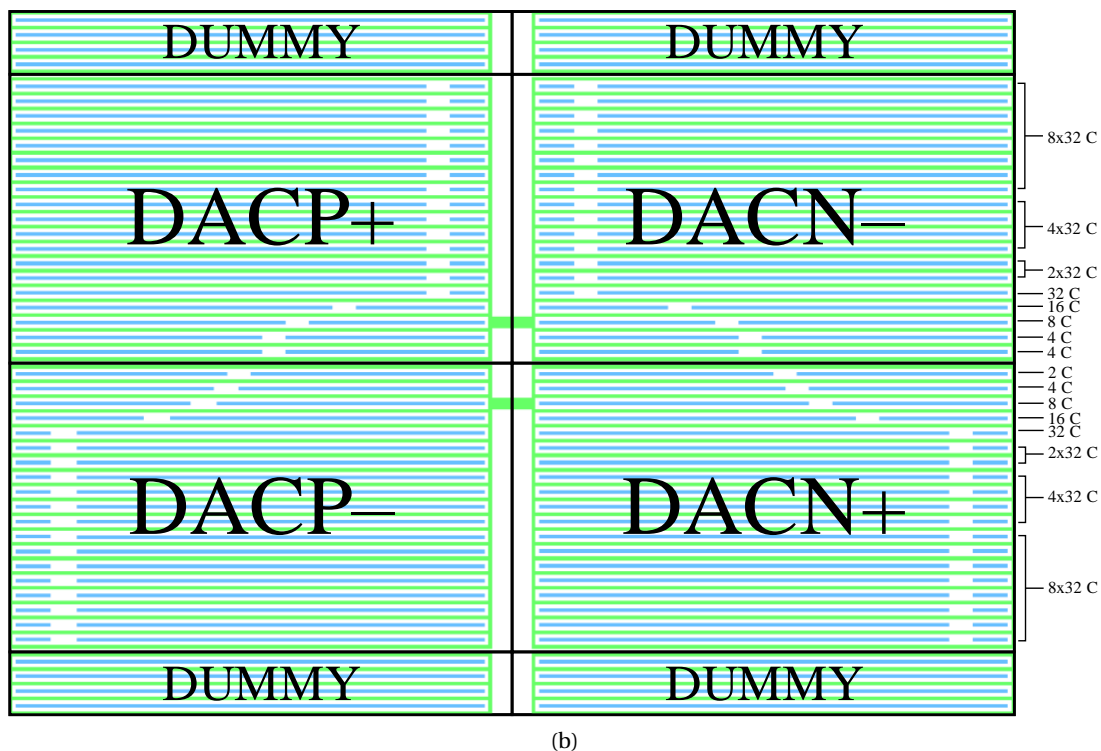 DUMMY DUMMY
8x32 C
DACP+ DACN–
4x32 C
2x32 C
32 C
16 C
8 C
4 C
4 C
2 C
4 C
8 C
16 C
32 C
2x32 C
DACP– DACN+
4x32 C
8x32 C
DUMMY DUMMY
(b)